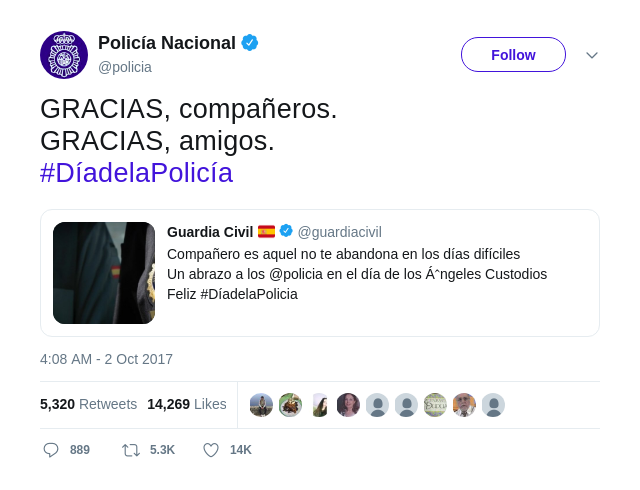 Policía Nacional
@policia
Follow
GRACIAS, compañeros.
GRACIAS, amigos.
#DíadelaPolicía
Guardia Civil @guardiacivil
Compañero es aquel no te abandona en los días difíciles
Un abrazo a los @policia en el día de los Áˆngeles Custodios
Feliz #DíadelaPolicia
4:08 AM - 2 Oct 2017
5,320 Retweets 14,269 Likes
889 5.3K 14K